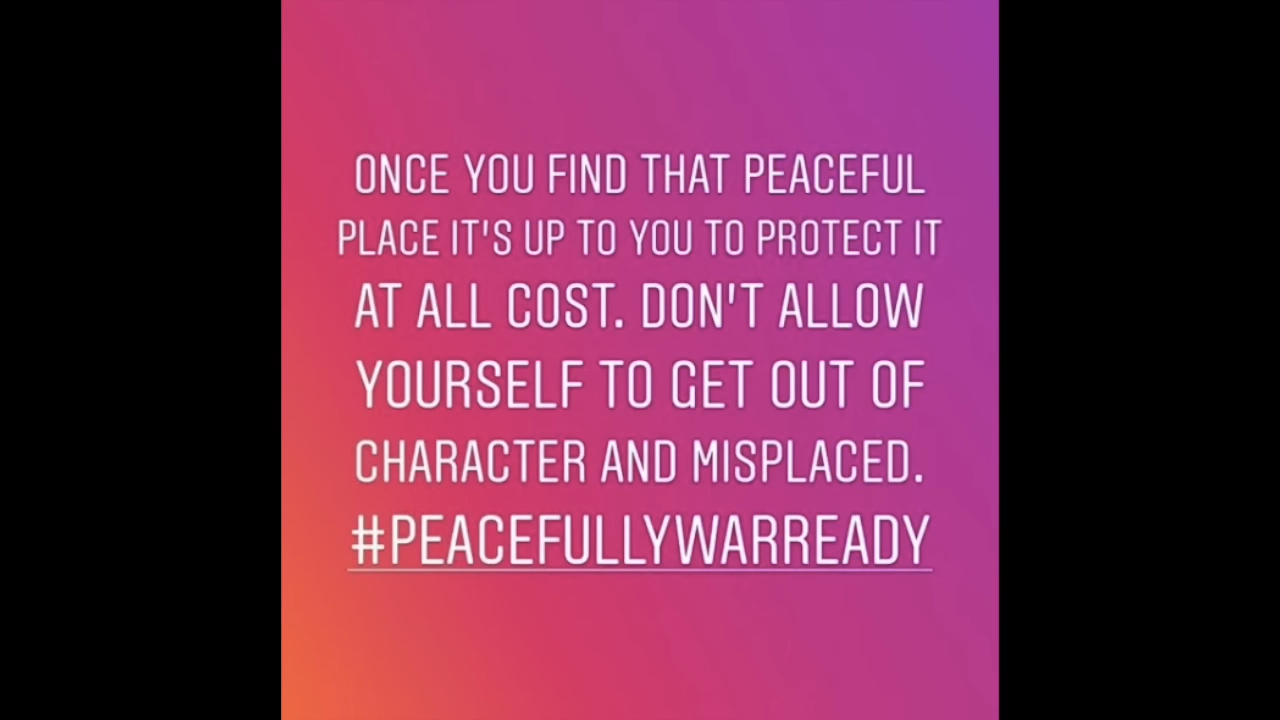 ONCE YOU FIND THAT PEACEFUL
PLACE IT'S UP TO YOU TO PROTECT IT
AT ALL COST. DON'T ALLOW
YOURSELF TO GET OUT OF
CHARACTER AND MISPLACED.
#PEACEFULLYWARREADY